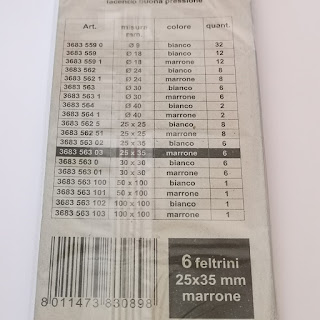 facendo buona pressione
Art. misure esm. colore quant.
3683 559 0 Ø 9 bianco 32
3683 559 Ø 18 bianco 12
3683 559 1 Ø 18 marrone 12
3683 562 Ø 24 bianco 8
3683 562 1 Ø 24 marrone 8
3683 563 Ø 30 bianco 6
3683 563 1 Ø 30 marrone 6
3683 564 Ø 40 bianco 2
3683 564 1 Ø 40 marrone 2
3683 562 5 25 x 25 bianco 8
3683 562 51 25 x 25 marrone 8
3683 563 02 25 x 35 bianco 6
3683 563 03 25 x 35 marrone 6
3683 563 0 30 x 30 bianco 6
3683 563 01 30 x 30 marrone 6
3683 563 100 50 x 100 bianco 1
3683 563 101 50 x 100 marrone 1
3683 563 102 100 x 100 bianco 1
3683 563 103 100 x 100 marrone 1
6 feltrini
25x35 mm
marrone
8 011473 830898